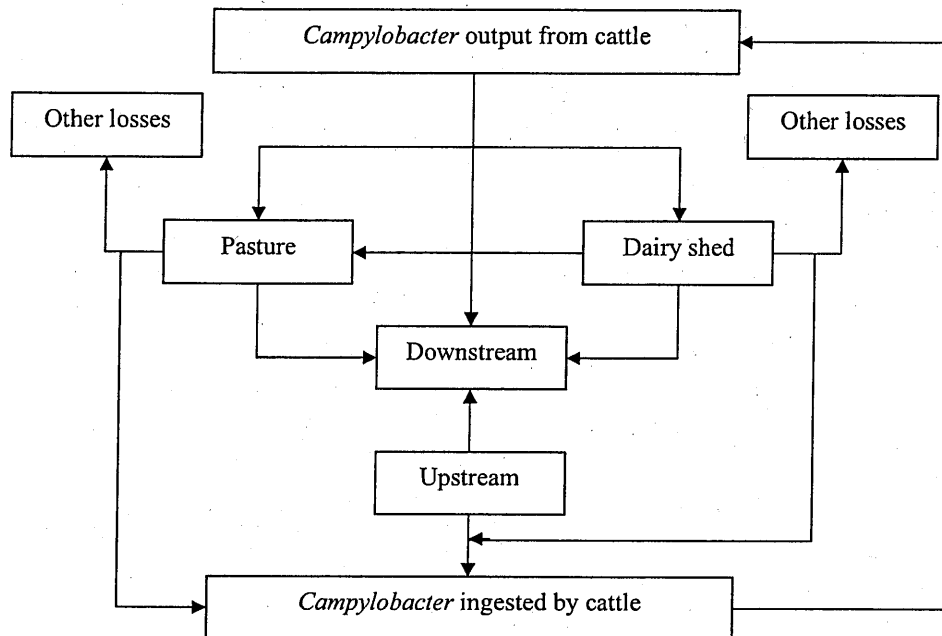 Campylobacter output from cattle
Other losses
Other losses
Pasture
Dairy shed
Downstream
Upstream
Campylobacter ingested by cattle